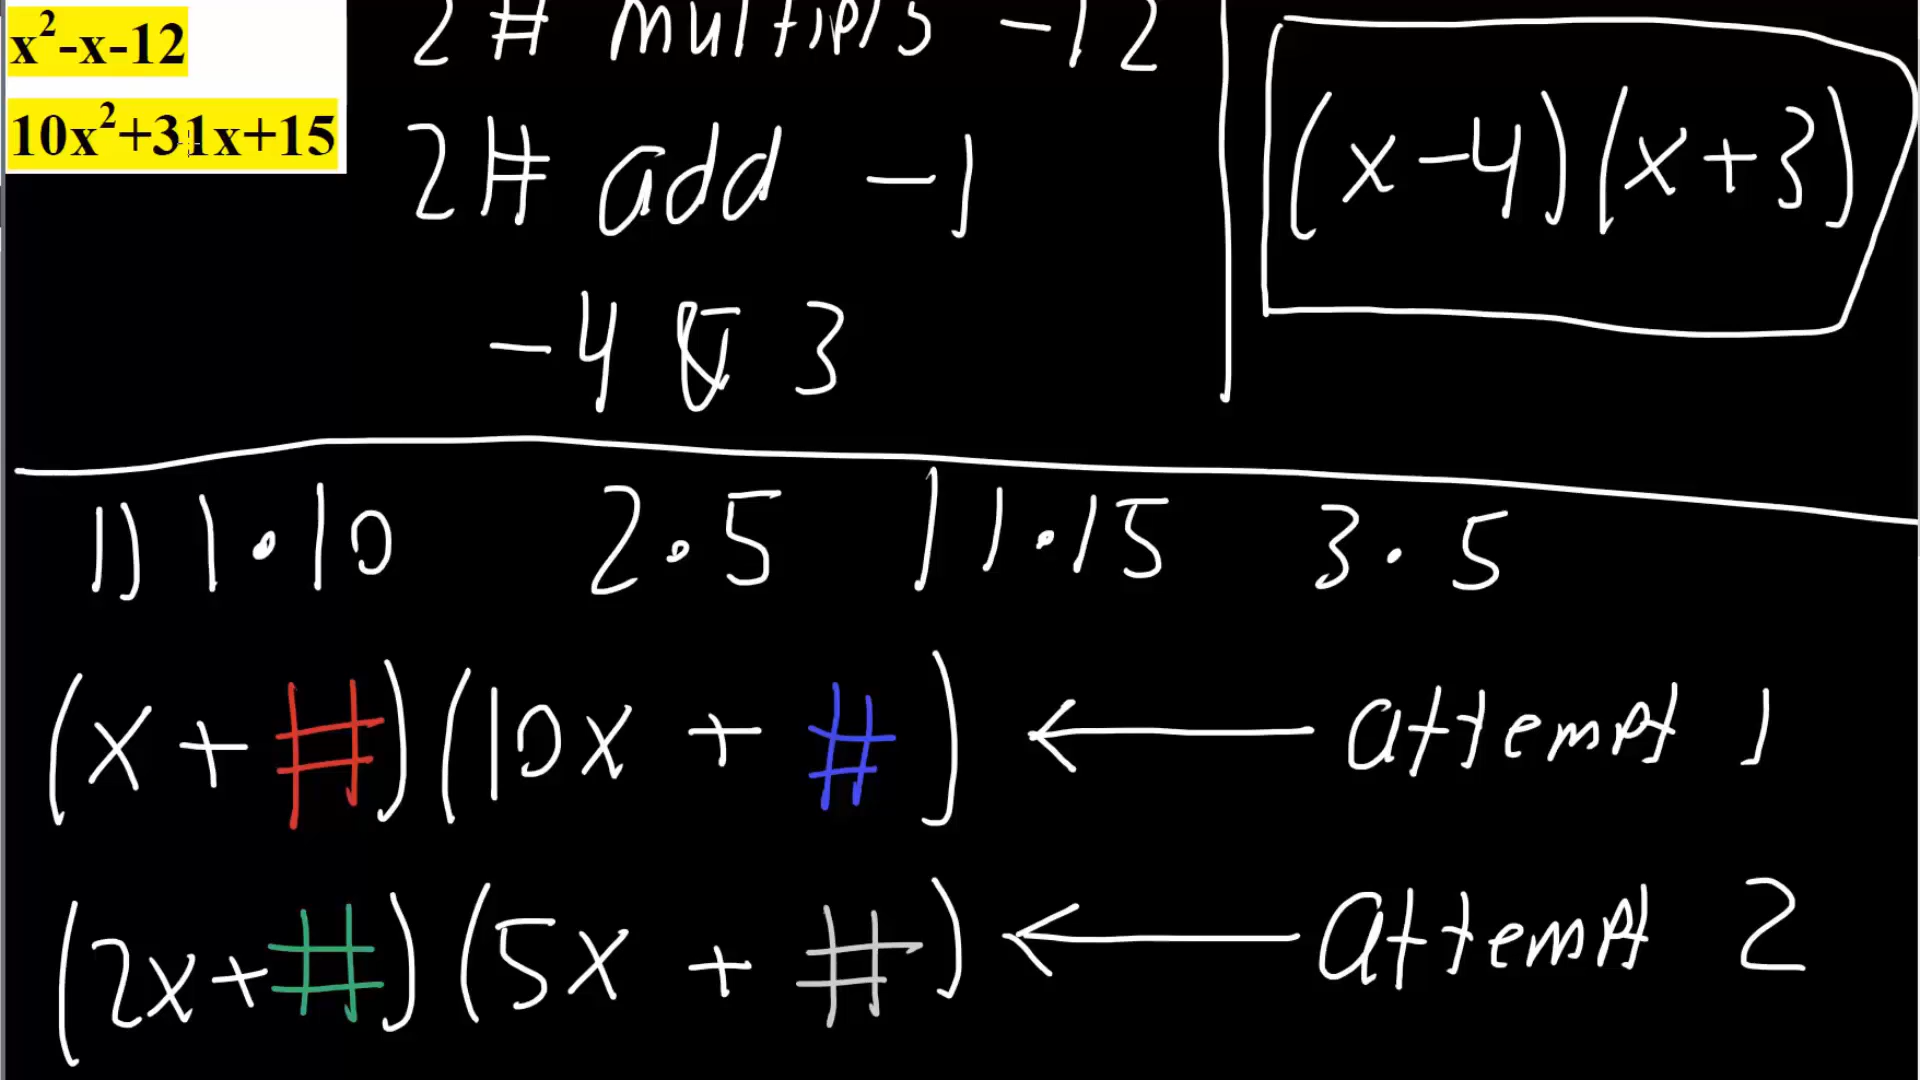 x²-x-12
10x²+31x+15
2 # multiply -12
2 # add -1
-4 & 3
(x-4)(x+3)
1) 1·10 2·5 | 1·15 3·5
(x + #)(10x + #) ← attempt 1
(2x + #)(5x + #) ← attempt 2